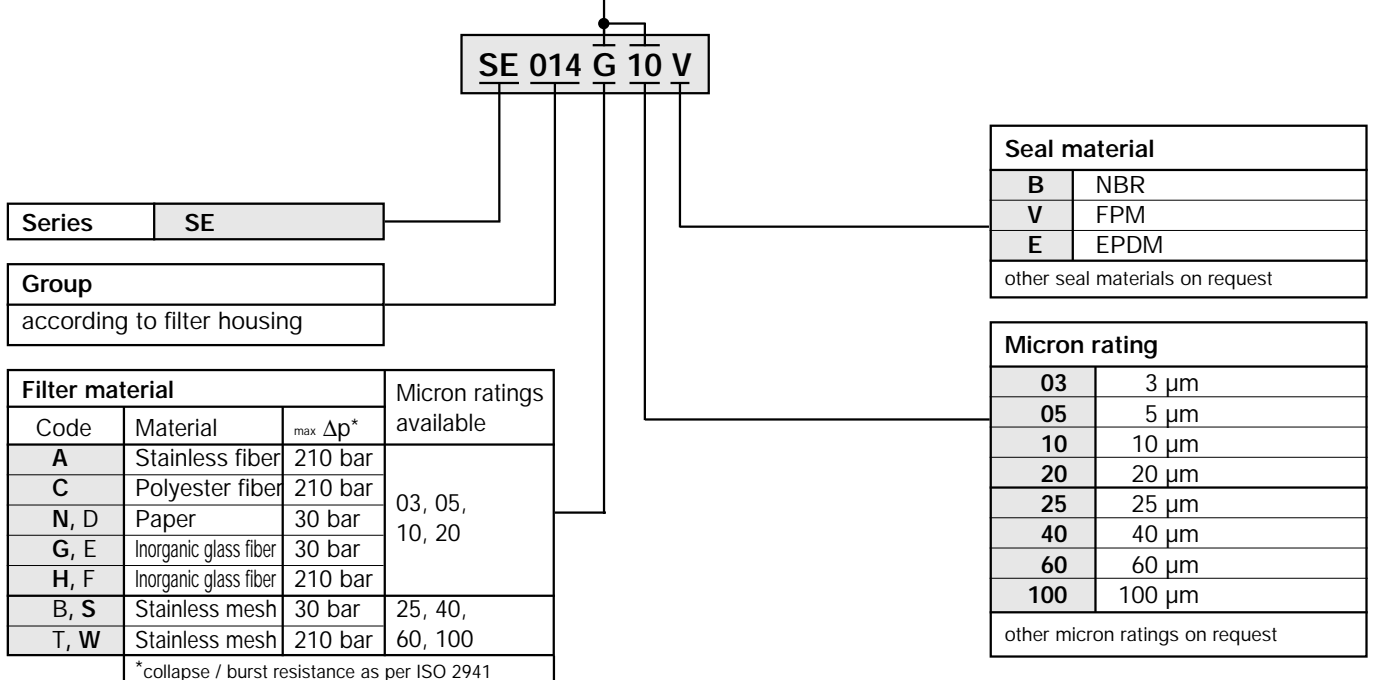 SE 014 G 10 V
Series SE
Group
according to filter housing
Filter material Micron ratings available
Code Material max Δp*
A Stainless fiber 210 bar
C Polyester fiber 210 bar
N, D Paper 30 bar
G, E Inorganic glass fiber 30 bar
H, F Inorganic glass fiber 210 bar
03, 05,
10, 20
B, S Stainless mesh 30 bar 25, 40,
T, W Stainless mesh 210 bar 60, 100
*collapse / burst resistance as per ISO 2941
Seal material
B NBR
V FPM
E EPDM
other seal materials on request
Micron rating
03 3 µm
05 5 µm
10 10 µm
20 20 µm
25 25 µm
40 40 µm
60 60 µm
100 100 µm
other micron ratings on request